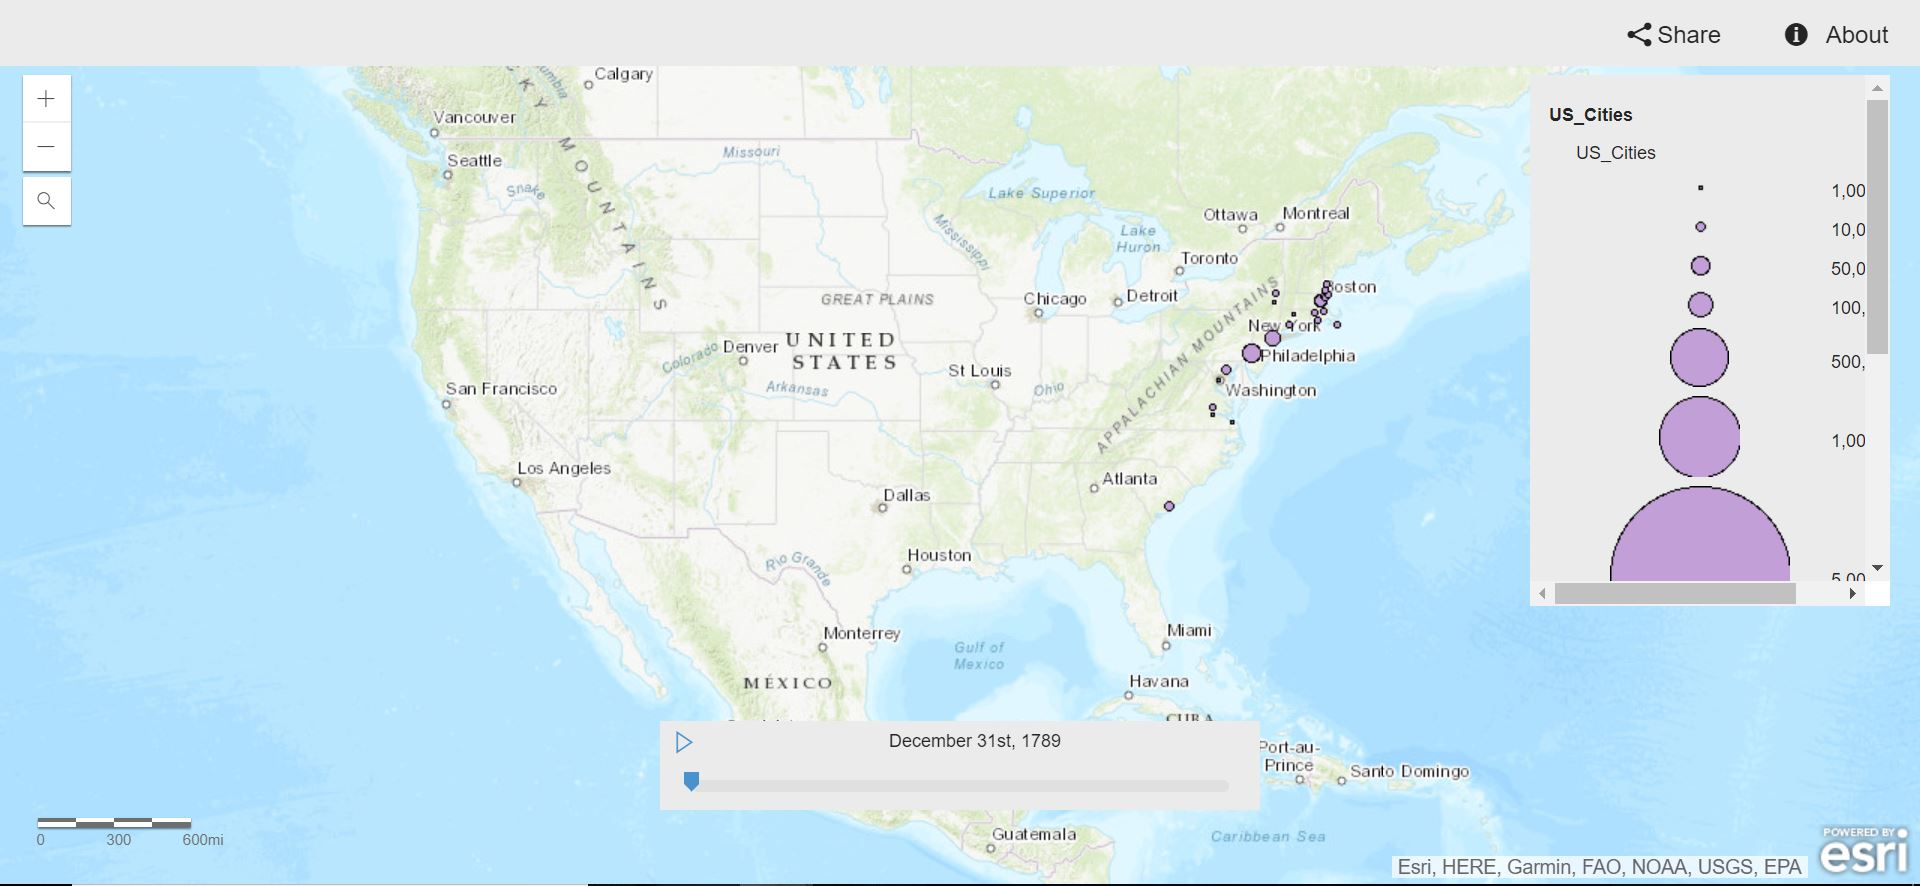 Share
About
US_Cities
US_Cities
1,00
10,0
50,0
100,
500,
1,00
5,00
Calgary
Columbia
Vancouver
Seattle
Snake
Missouri
ROCKY MOUNTAINS
Lake Superior
Mississippi
Ottawa
Montreal
Lake
Huron
Toronto
GREAT PLAINS
Chicago
Detroit
Boston
New York
UNITED
STATES
Colorado
Denver
St Louis
Ohio
Philadelphia
APPALACHIAN MOUNTAINS
Arkansas
Washington
San Francisco
Los Angeles
Dallas
Atlanta
Houston
Rio Grande
Monterrey
Gulf of
Mexico
Miami
MÉXICO
Havana
CUBA
December 31st, 1789
Port-au-
Prince
Santo Domingo
Guatemala
Caribbean Sea
0 300 600mi
POWERED BY
esri
Esri, HERE, Garmin, FAO, NOAA, USGS, EPA